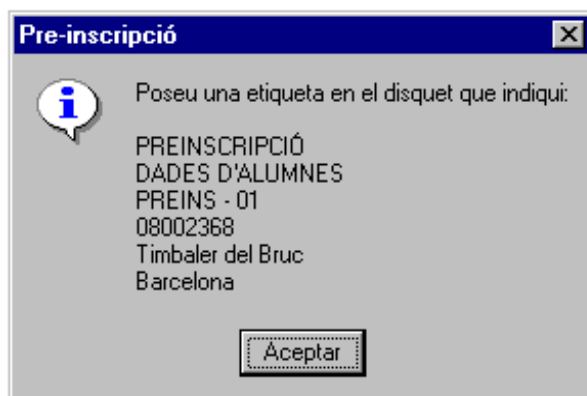 Pre-inscripció
Poseu una etiqueta en el disquet que indiqui:
PREINSCRIPCIÓ
DADES D'ALUMNES
PREINS - 01
08002368
Timbaler del Bruc
Barcelona
Aceptar